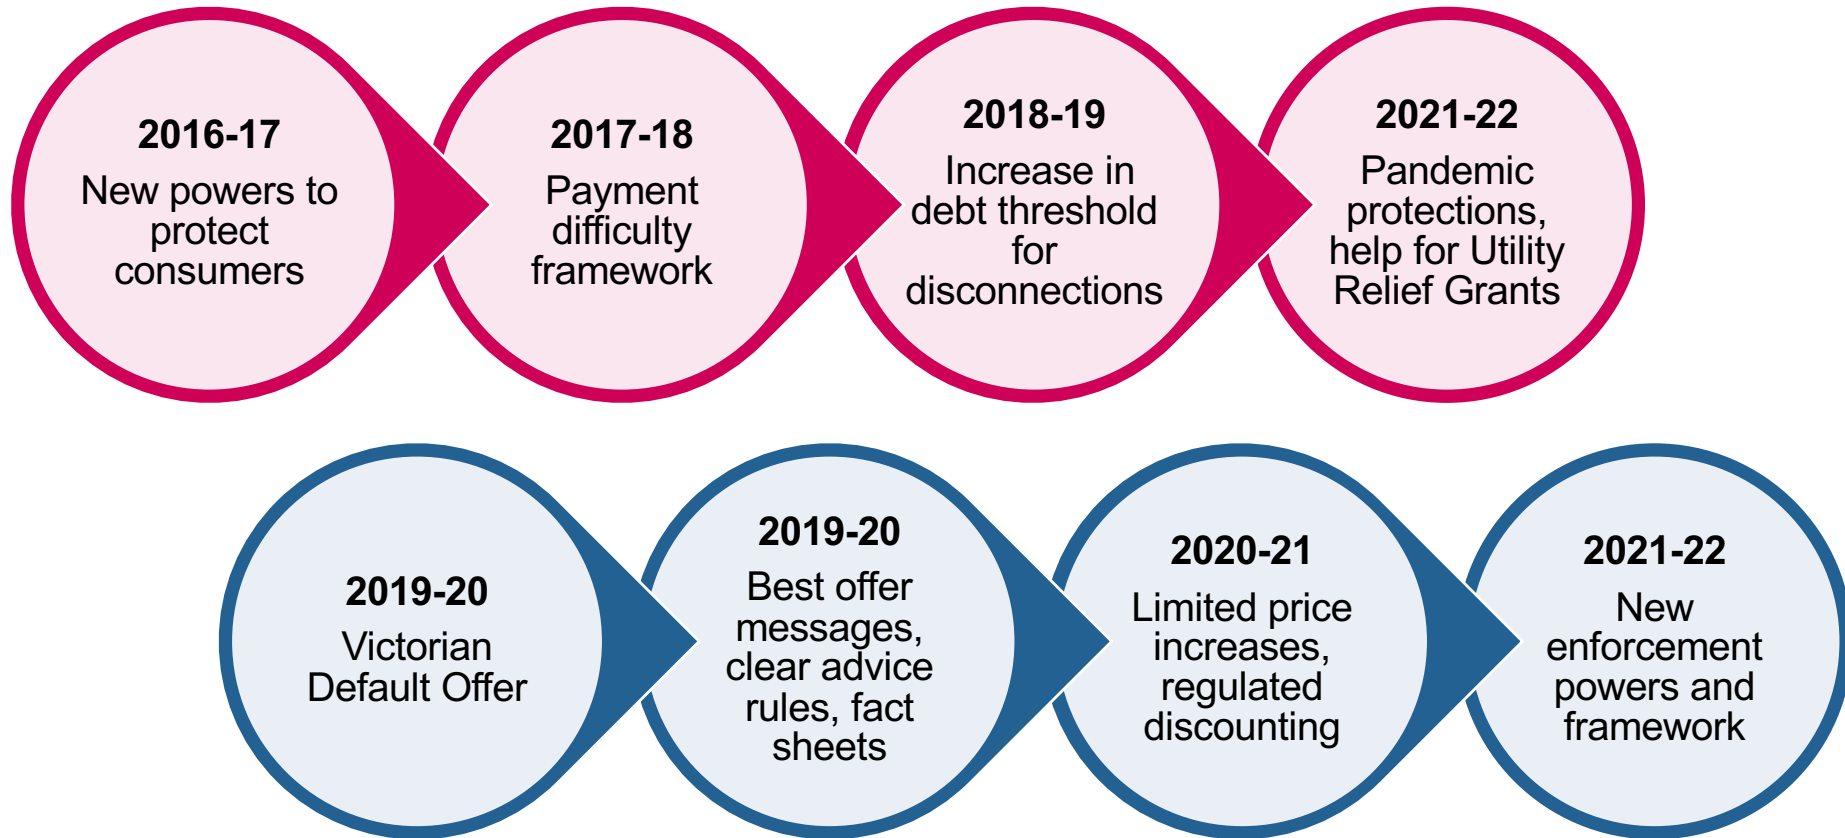 2016-17
New powers to
protect
consumers
2017-18
Payment
difficulty
framework
2018-19
Increase in
debt threshold
for
disconnections
2021-22
Pandemic
protections,
help for Utility
Relief Grants
2019-20
Victorian
Default Offer
2019-20
Best offer
messages,
clear advice
rules, fact
sheets
2020-21
Limited price
increases,
regulated
discounting
2021-22
New
enforcement
powers and
framework